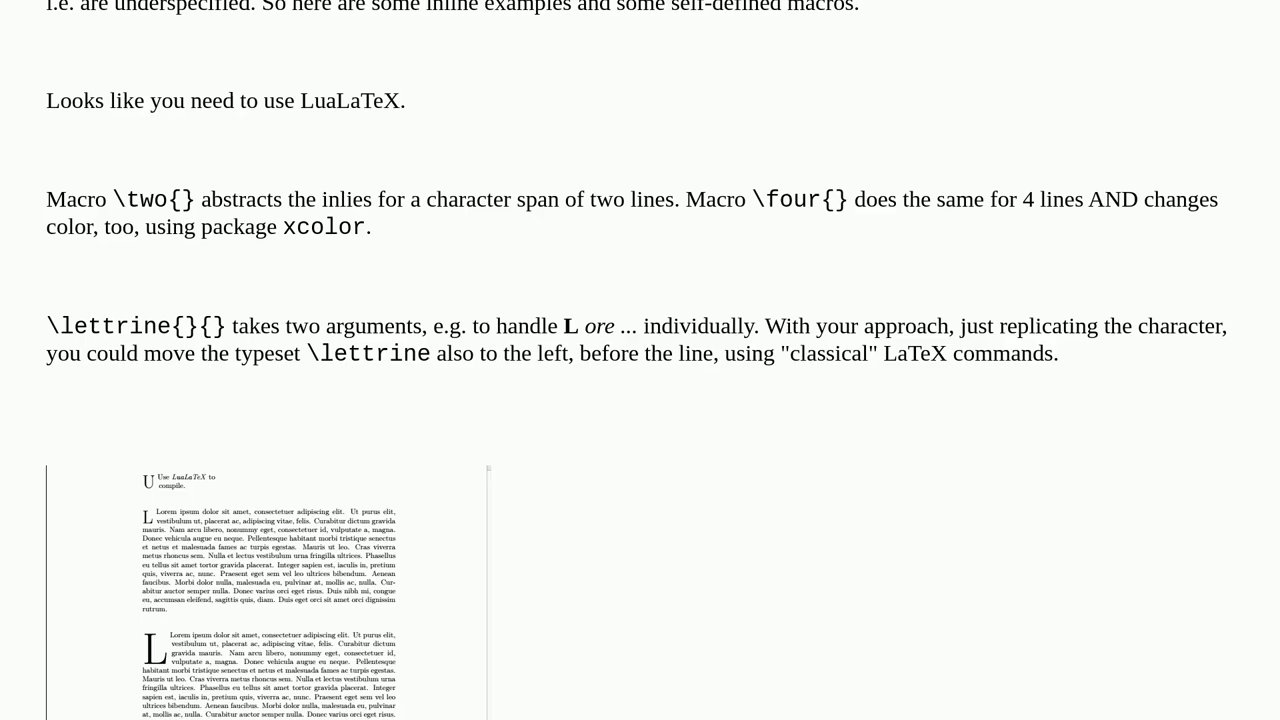 i.e. are underspecified. So here are some inline examples and some self-defined macros.
Looks like you need to use LuaLaTeX.
Macro \two{} abstracts the inlies for a character span of two lines. Macro \four{} does the same for 4 lines AND changes
color, too, using package xcolor.
\lettrine{}{} takes two arguments, e.g. to handle L ore ... individually. With your approach, just replicating the character,
you could move the typeset \lettrine also to the left, before the line, using "classical" LaTeX commands.
U Use LuaLaTeX to
compile.
L Lorem ipsum dolor sit amet, consectetuer adipiscing elit. Ut purus elit,
vestibulum ut, placerat ac, adipiscing vitae, felis. Curabitur dictum gravida
mauris. Nam arcu libero, nonummy eget, consectetuer id, vulputate a, magna.
Donec vehicula augue eu neque. Pellentesque habitant morbi tristique senectus
et netus et malesuada fames ac turpis egestas. Mauris ut leo. Cras viverra
metus rhoncus sem. Nulla et lectus vestibulum urna fringilla ultrices. Phasellus
eu tellus sit amet tortor gravida placerat. Integer sapien est, iaculis in, pretium
quis, viverra ac, nunc. Praesent eget sem vel leo ultrices bibendum. Aenean
faucibus. Morbi dolor nulla, malesuada eu, pulvinar at, mollis ac, nulla. Cur-
abitur auctor semper nulla. Donec varius orci eget risus. Duis nibh mi, congue
eu, accumsan eleifend, sagittis quis, diam. Duis eget orci sit amet orci dignissim
rutrum.
L Lorem ipsum dolor sit amet, consectetuer adipiscing elit. Ut purus elit,
vestibulum ut, placerat ac, adipiscing vitae, felis. Curabitur dictum
gravida mauris. Nam arcu libero, nonummy eget, consectetuer id,
vulputate a, magna. Donec vehicula augue eu neque. Pellentesque
habitant morbi tristique senectus et netus et malesuada fames ac turpis egestas.
Mauris ut leo. Cras viverra metus rhoncus sem. Nulla et lectus vestibulum urna
fringilla ultrices. Phasellus eu tellus sit amet tortor gravida placerat. Integer
sapien est, iaculis in, pretium quis, viverra ac, nunc. Praesent eget sem vel leo
ultrices bibendum. Aenean faucibus. Morbi dolor nulla, malesuada eu, pulvinar
at, mollis ac, nulla. Curabitur auctor semper nulla. Donec varius orci eget risus.